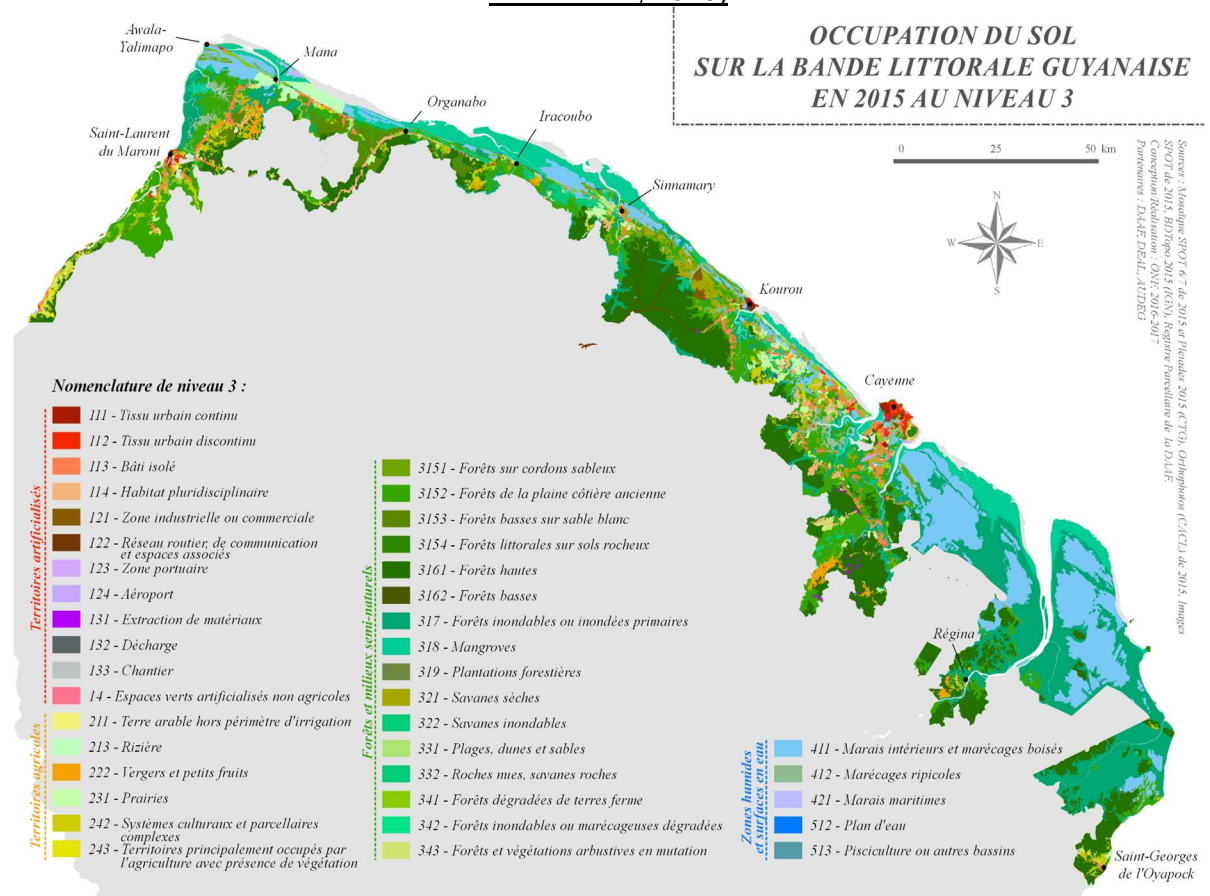 OCCUPATION DU SOL
SUR LA BANDE LITTORALE GUYANAISE
EN 2015 AU NIVEAU 3
0 25 50 km
N
W E
S
Sources : Mosaïque SPOT 6/7 de 2015 et Pleiades 2015 (CTG), Orthophotos (CACL) de 2015, Images
SPOT de 2015, BDTopo 2015 (IGN), Registre Parcellaire de la DAAF.
Conception/Réalisation : ONF, 2016-2017
Partenaires : DAAF, DEAL, AUDEG
Awala-
Yalimapo
Mana
Organabo
Iracoubo
Saint-Laurent
du Maroni
Sinnamary
Kourou
Cayenne
Régina
Saint-Georges
de l'Oyapock
Nomenclature de niveau 3 :
Territoires artificialisés
111 - Tissu urbain continu
112 - Tissu urbain discontinu
113 - Bâti isolé
114 - Habitat pluridisciplinaire
121 - Zone industrielle ou commerciale
122 - Réseau routier, de communication
et espaces associés
123 - Zone portuaire
124 - Aéroport
131 - Extraction de matériaux
132 - Décharge
133 - Chantier
14 - Espaces verts artificialisés non agricoles
Territoires agricoles
211 - Terre arable hors périmètre d'irrigation
213 - Rizière
222 - Vergers et petits fruits
231 - Prairies
242 - Systèmes culturaux et parcellaires
complexes
243 - Territoires principalement occupés par
l'agriculture avec présence de végétation
Forêts et milieux semi-naturels
3151 - Forêts sur cordons sableux
3152 - Forêts de la plaine côtière ancienne
3153 - Forêts basses sur sable blanc
3154 - Forêts littorales sur sols rocheux
3161 - Forêts hautes
3162 - Forêts basses
317 - Forêts inondables ou inondées primaires
318 - Mangroves
319 - Plantations forestières
321 - Savanes sèches
322 - Savanes inondables
331 - Plages, dunes et sables
332 - Roches nues, savanes roches
341 - Forêts dégradées de terres ferme
342 - Forêts inondables ou marécageuses dégradées
343 - Forêts et végétations arbustives en mutation
Zones humides
et surfaces en eau
411 - Marais intérieurs et marécages boisés
412 - Marécages ripicoles
421 - Marais maritimes
512 - Plan d'eau
513 - Pisciculture ou autres bassins